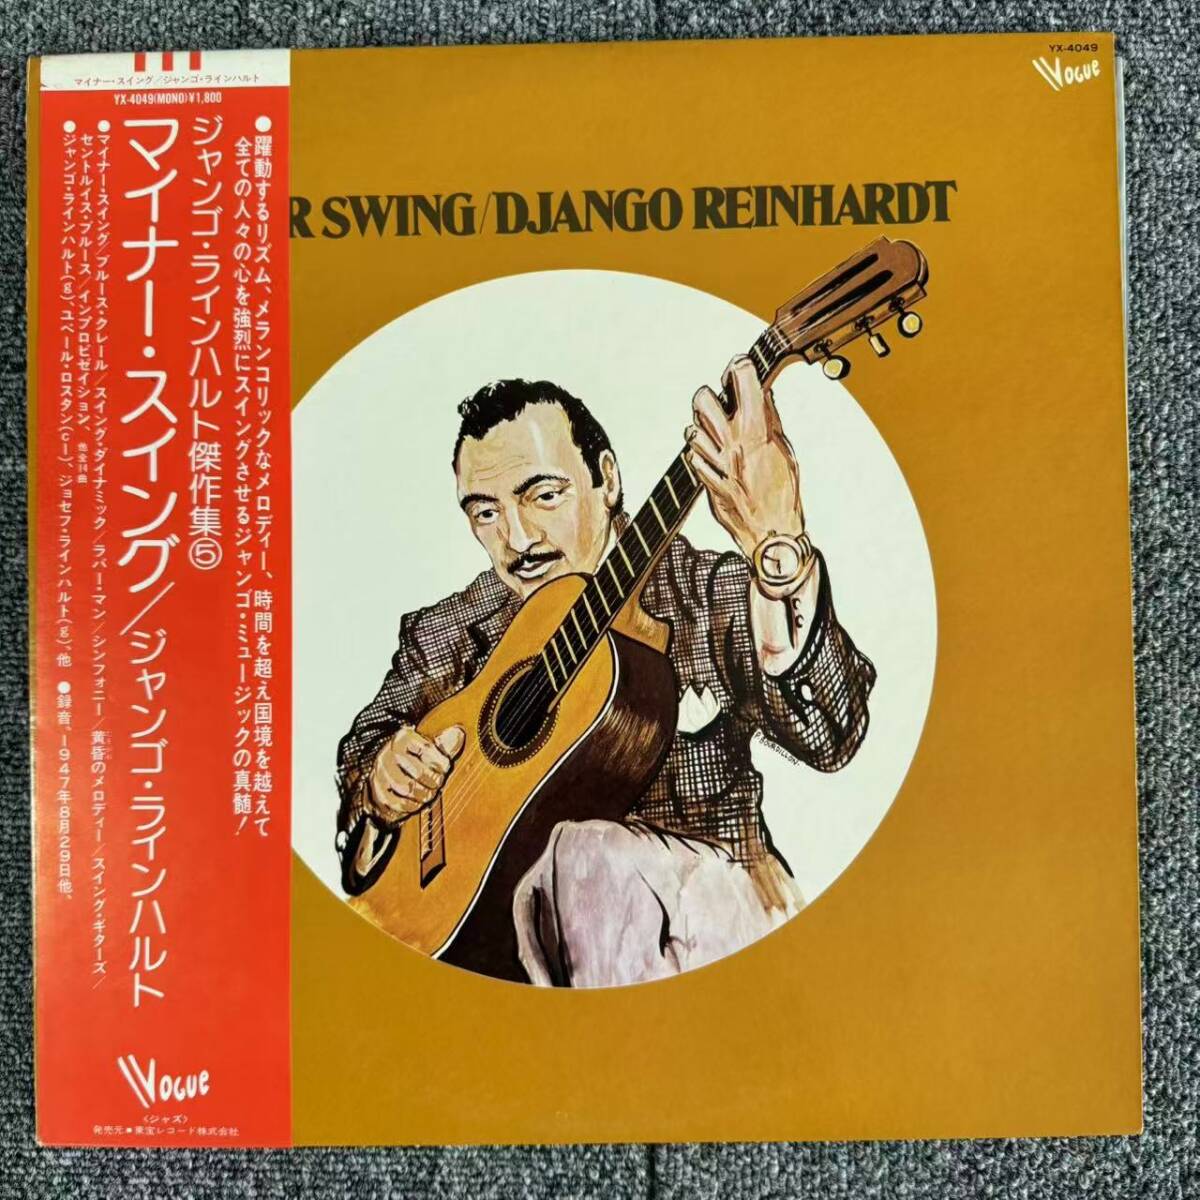 マイナー・スイング/ジャンゴ・ラインハルト
YX-4049(MONO)¥1,800
●躍動するリズム、メランコリックなメロディー、時間を超え国境を越えて
全ての人々の心を強烈にスイングさせるジャンゴ・ミュージックの真髄!
ジャンゴ・ラインハルト傑作集⑤
マイナー・スイング/ジャンゴ・ラインハルト
●マイナー・スイング/ブルース・クレール/スイング・ダイナミック/ラバー・マン/シンフォニー/黄昏のメロディー/スイング・ギターズ/
セントルイス・ブルース/インプロビゼイション、他全14曲
●ジャンゴ・ラインハルト(g)、ユベール・ロスタン(cl)、ジョセフ・ラインハルト(g)、他 ●録音、1947年8月29日他、
VOGUE
〈ジャズ〉
発売元■東宝レコード株式会社
YX-4049
VOGUE
R SWING/DJANGO REINHARDT
P. BOURDILLON.